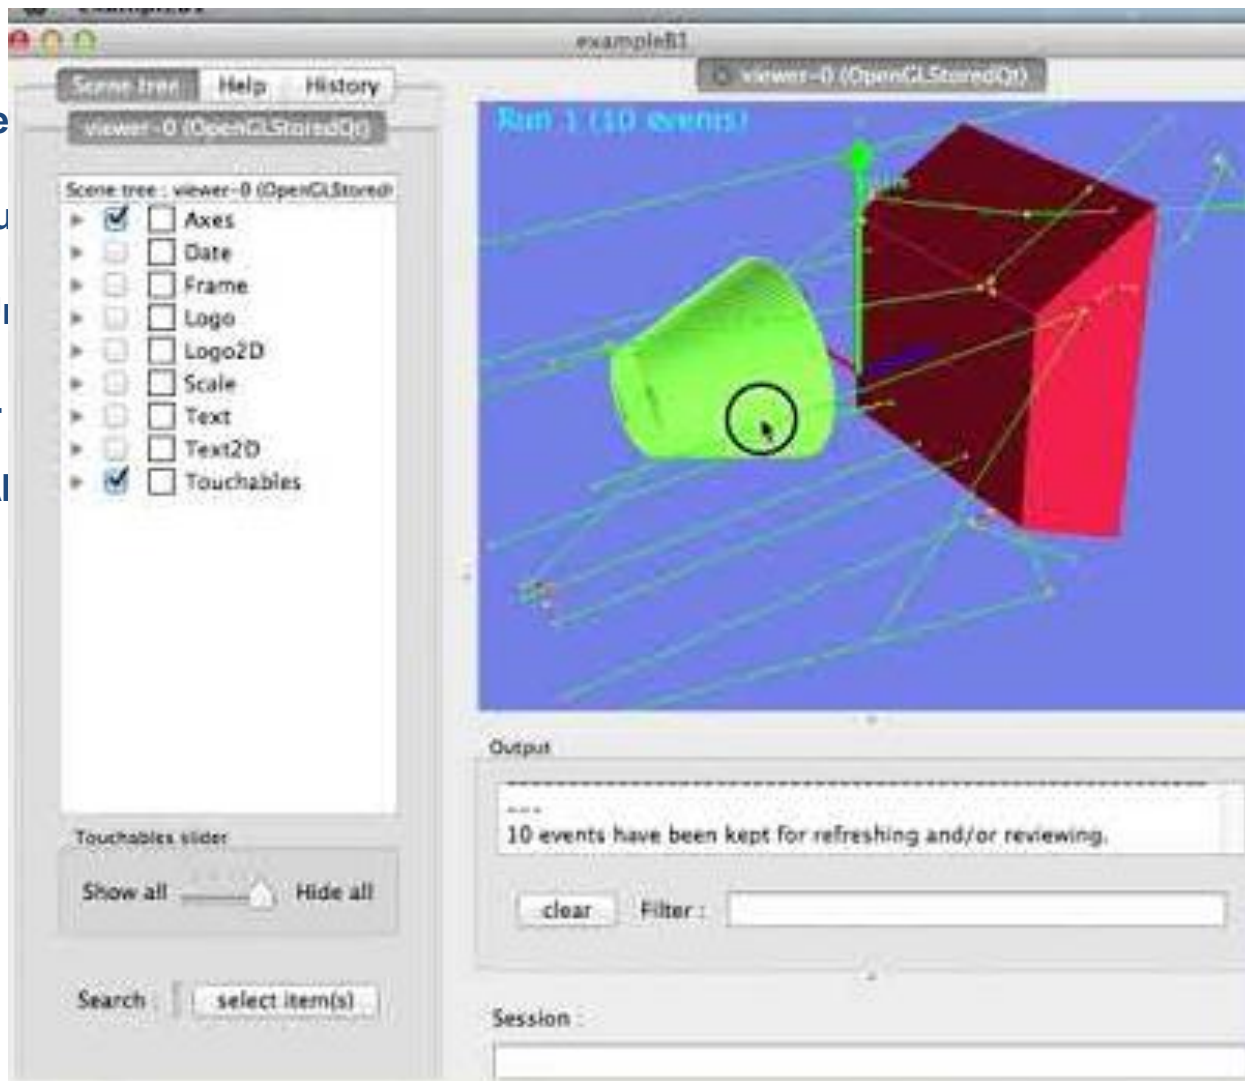 exampleB1
Scene tree Help History
viewer-0 (OpenGLStoredQt)
viewer-0 (OpenGLStoredQt)
Run 1 (10 events)
Scene tree : viewer-0 (OpenGLStored
Axes
Date
Frame
Logo
Logo2D
Scale
Text
Text2D
Touchables
Output
---
10 events have been kept for refreshing and/or reviewing.
Touchables slider
Show all Hide all
clear Filter :
Search : select item(s)
Session :